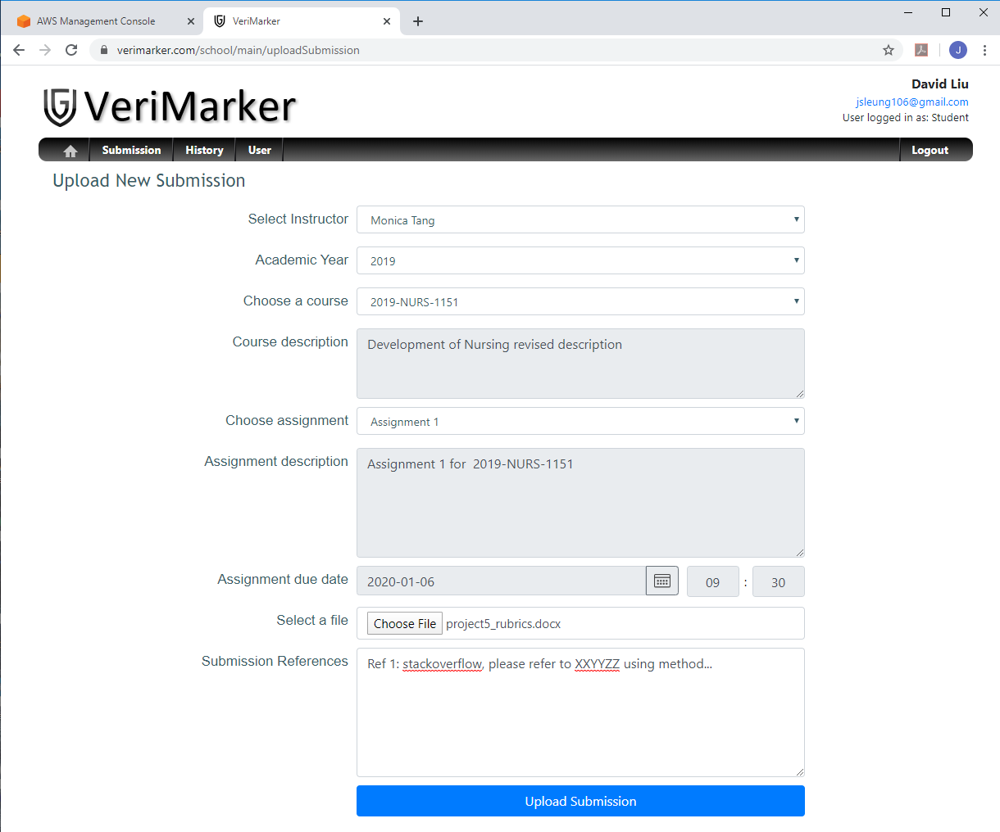 AWS Management Console
VeriMarker
verimarker.com/school/main/uploadSubmission
J
VeriMarker
David Liu
jsleung106@gmail.com
User logged in as: Student
Submission History User Logout
Upload New Submission
Select Instructor Monica Tang
Academic Year 2019
Choose a course 2019-NURS-1151
Course description Development of Nursing revised description
Choose assignment Assignment 1
Assignment description Assignment 1 for  2019-NURS-1151
Assignment due date 2020-01-06 09 : 30
Select a file Choose File project5_rubrics.docx
Submission References Ref 1: stackoverflow, please refer to XXYYZZ using method...
Upload Submission